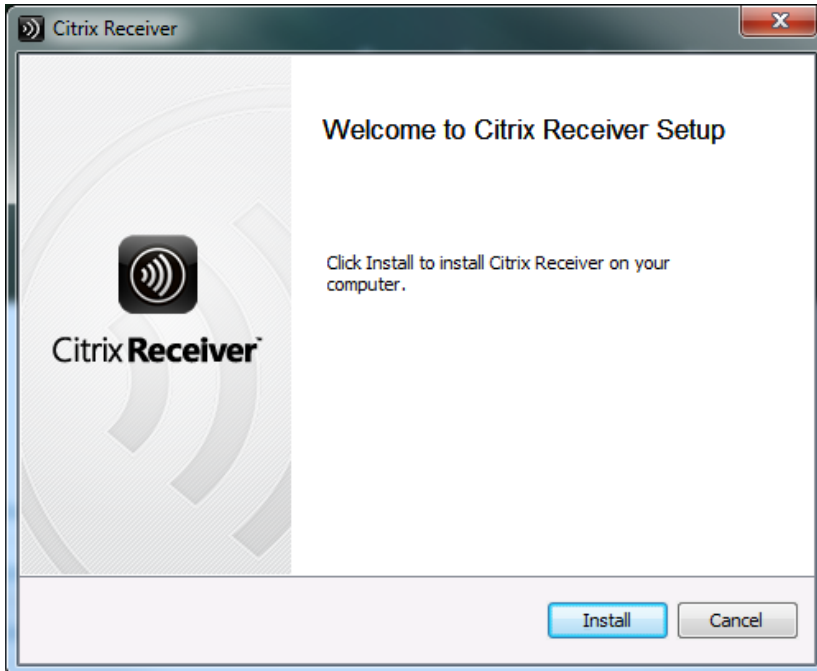 Citrix Receiver
Welcome to Citrix Receiver Setup
Click Install to install Citrix Receiver on your
computer.
Citrix Receiver™
Install
Cancel